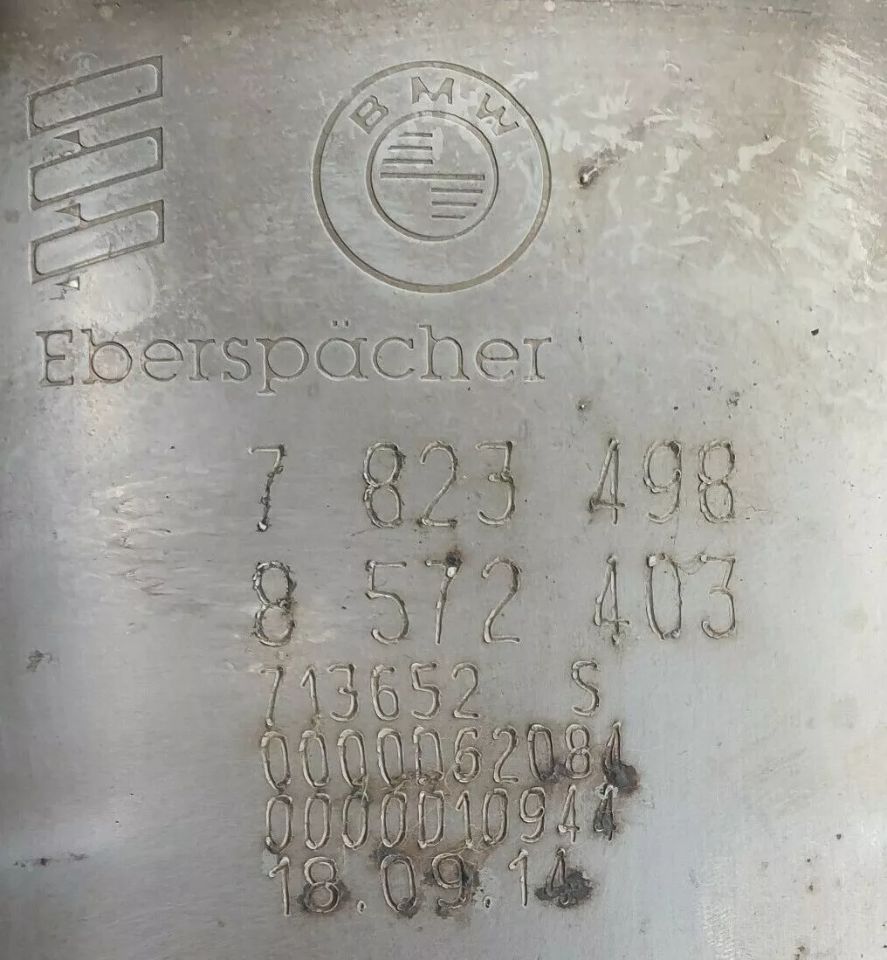 BMW
Eberspächer
7 823 498
8 572 403
713652 S
0000062081
0000010944
18.09.14